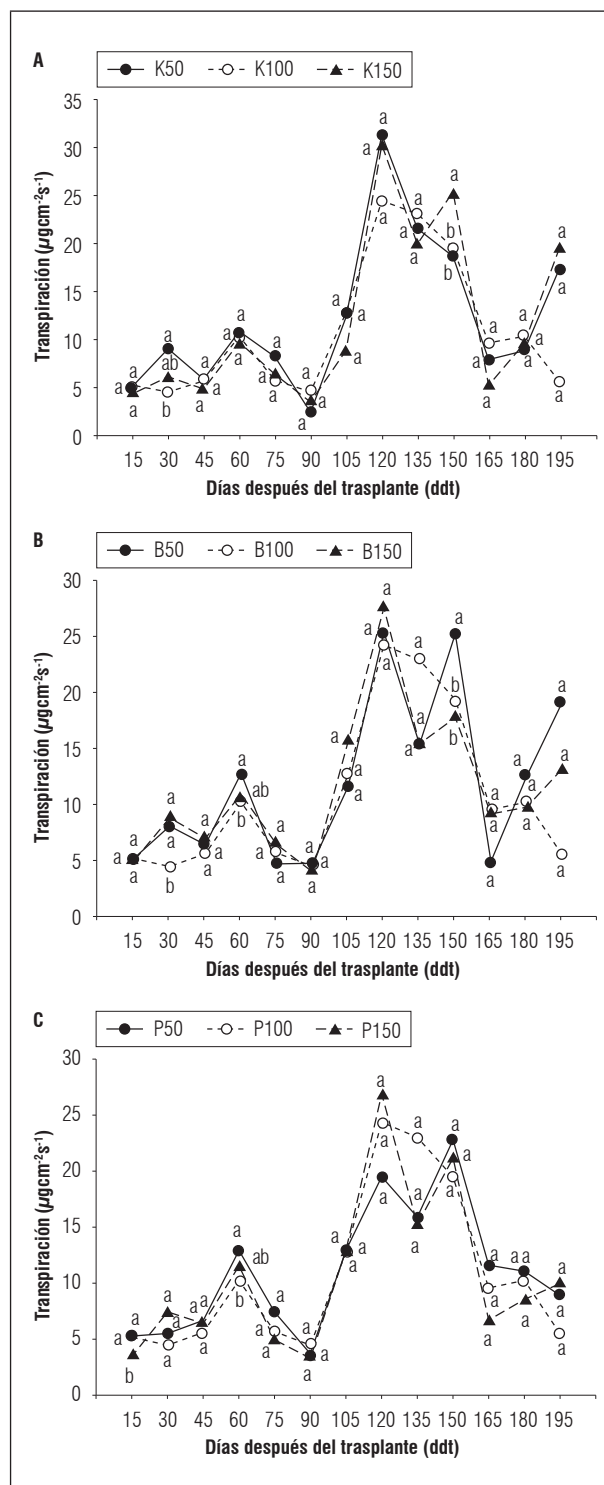 A
K50 K100 K150
35
30
25
20
15
10
5
0
Transpiración (µgcm⁻²s⁻¹)
a a a a a a a a a a a a a
a ab a a a a a a a b a a a
a b a a a a a a a b a a a
15 30 45 60 75 90 105 120 135 150 165 180 195
Días después del trasplante (ddt)
B
B50 B100 B150
30
25
20
15
10
5
0
Transpiración (µgcm⁻²s⁻¹)
a a a a a a a a a a a a a
a a a ab a a a a a b a a a
a b a b a a a a a b a a a
15 30 45 60 75 90 105 120 135 150 165 180 195
Días después del trasplante (ddt)
C
P50 P100 P150
30
25
20
15
10
5
0
Transpiración (µgcm⁻²s⁻¹)
a a a a a a a a a a a a a
a a a ab a a a a a a a a a
b a a b a a a a a a a a a
15 30 45 60 75 90 105 120 135 150 165 180 195
Días después del trasplante (ddt)